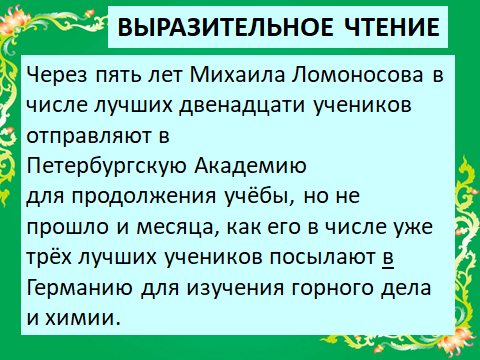 ВЫРАЗИТЕЛЬНОЕ ЧТЕНИЕ
Через пять лет Михаила Ломоносова в
числе лучших двенадцати учеников
отправляют в
Петербургскую Академию
для продолжения учёбы, но не
прошло и месяца, как его в числе уже
трёх лучших учеников посылают в
Германию для изучения горного дела
и химии.